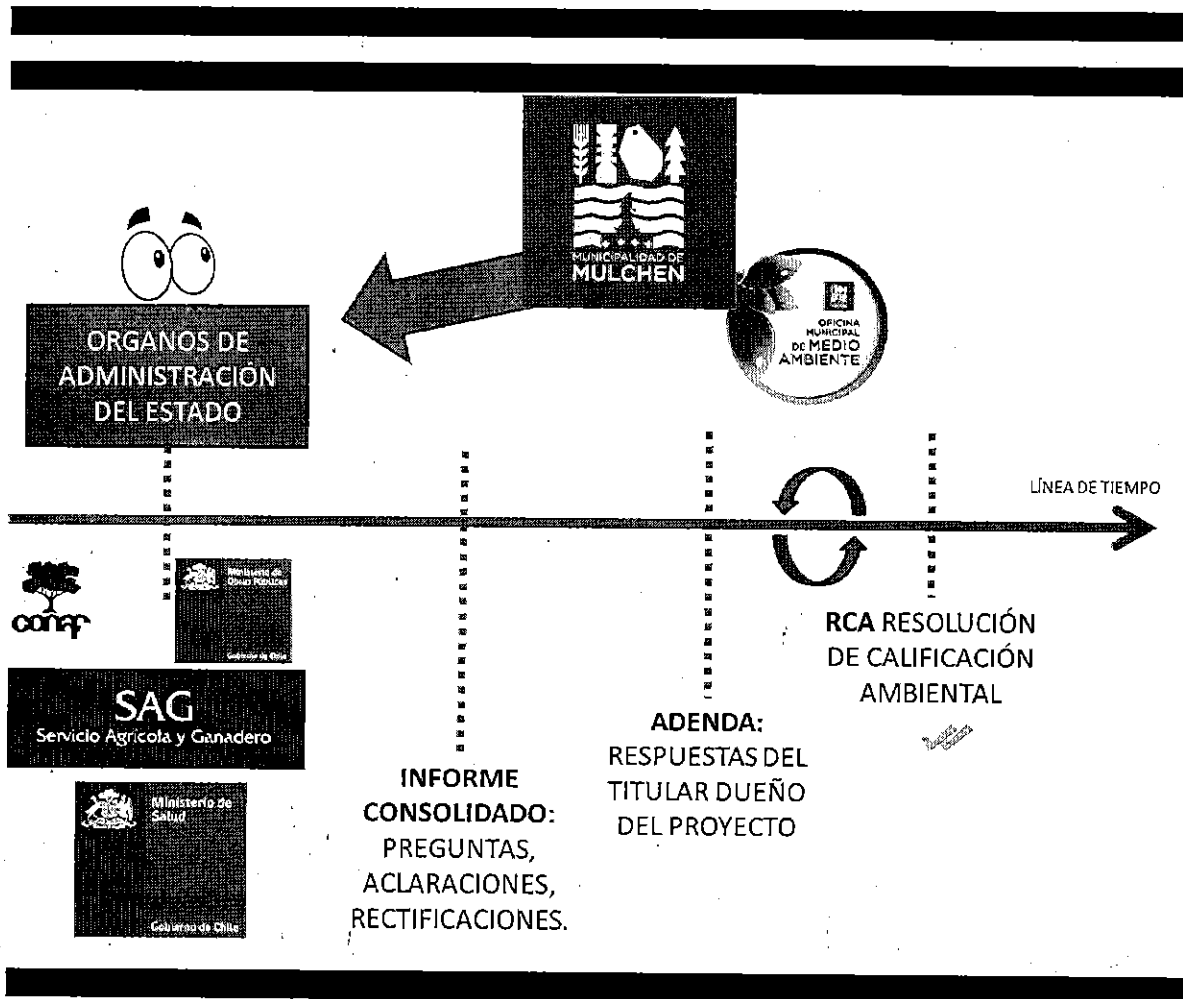 MUNICIPALIDAD DE
MULCHEN
OFICINA
MUNICIPAL
DE MEDIO
AMBIENTE
ORGANOS DE
ADMINISTRACIÓN
DEL ESTADO
LÍNEA DE TIEMPO
conaf
Ministerio de
Obras Públicas
Gobierno de Chile
SAG
Servicio Agrícola y Ganadero
Ministerio de
Salud
Gobierno de Chile
INFORME
CONSOLIDADO:
PREGUNTAS,
ACLARACIONES,
RECTIFICACIONES.
ADENDA:
RESPUESTAS DEL
TITULAR DUEÑO
DEL PROYECTO
RCA RESOLUCIÓN
DE CALIFICACIÓN
AMBIENTAL